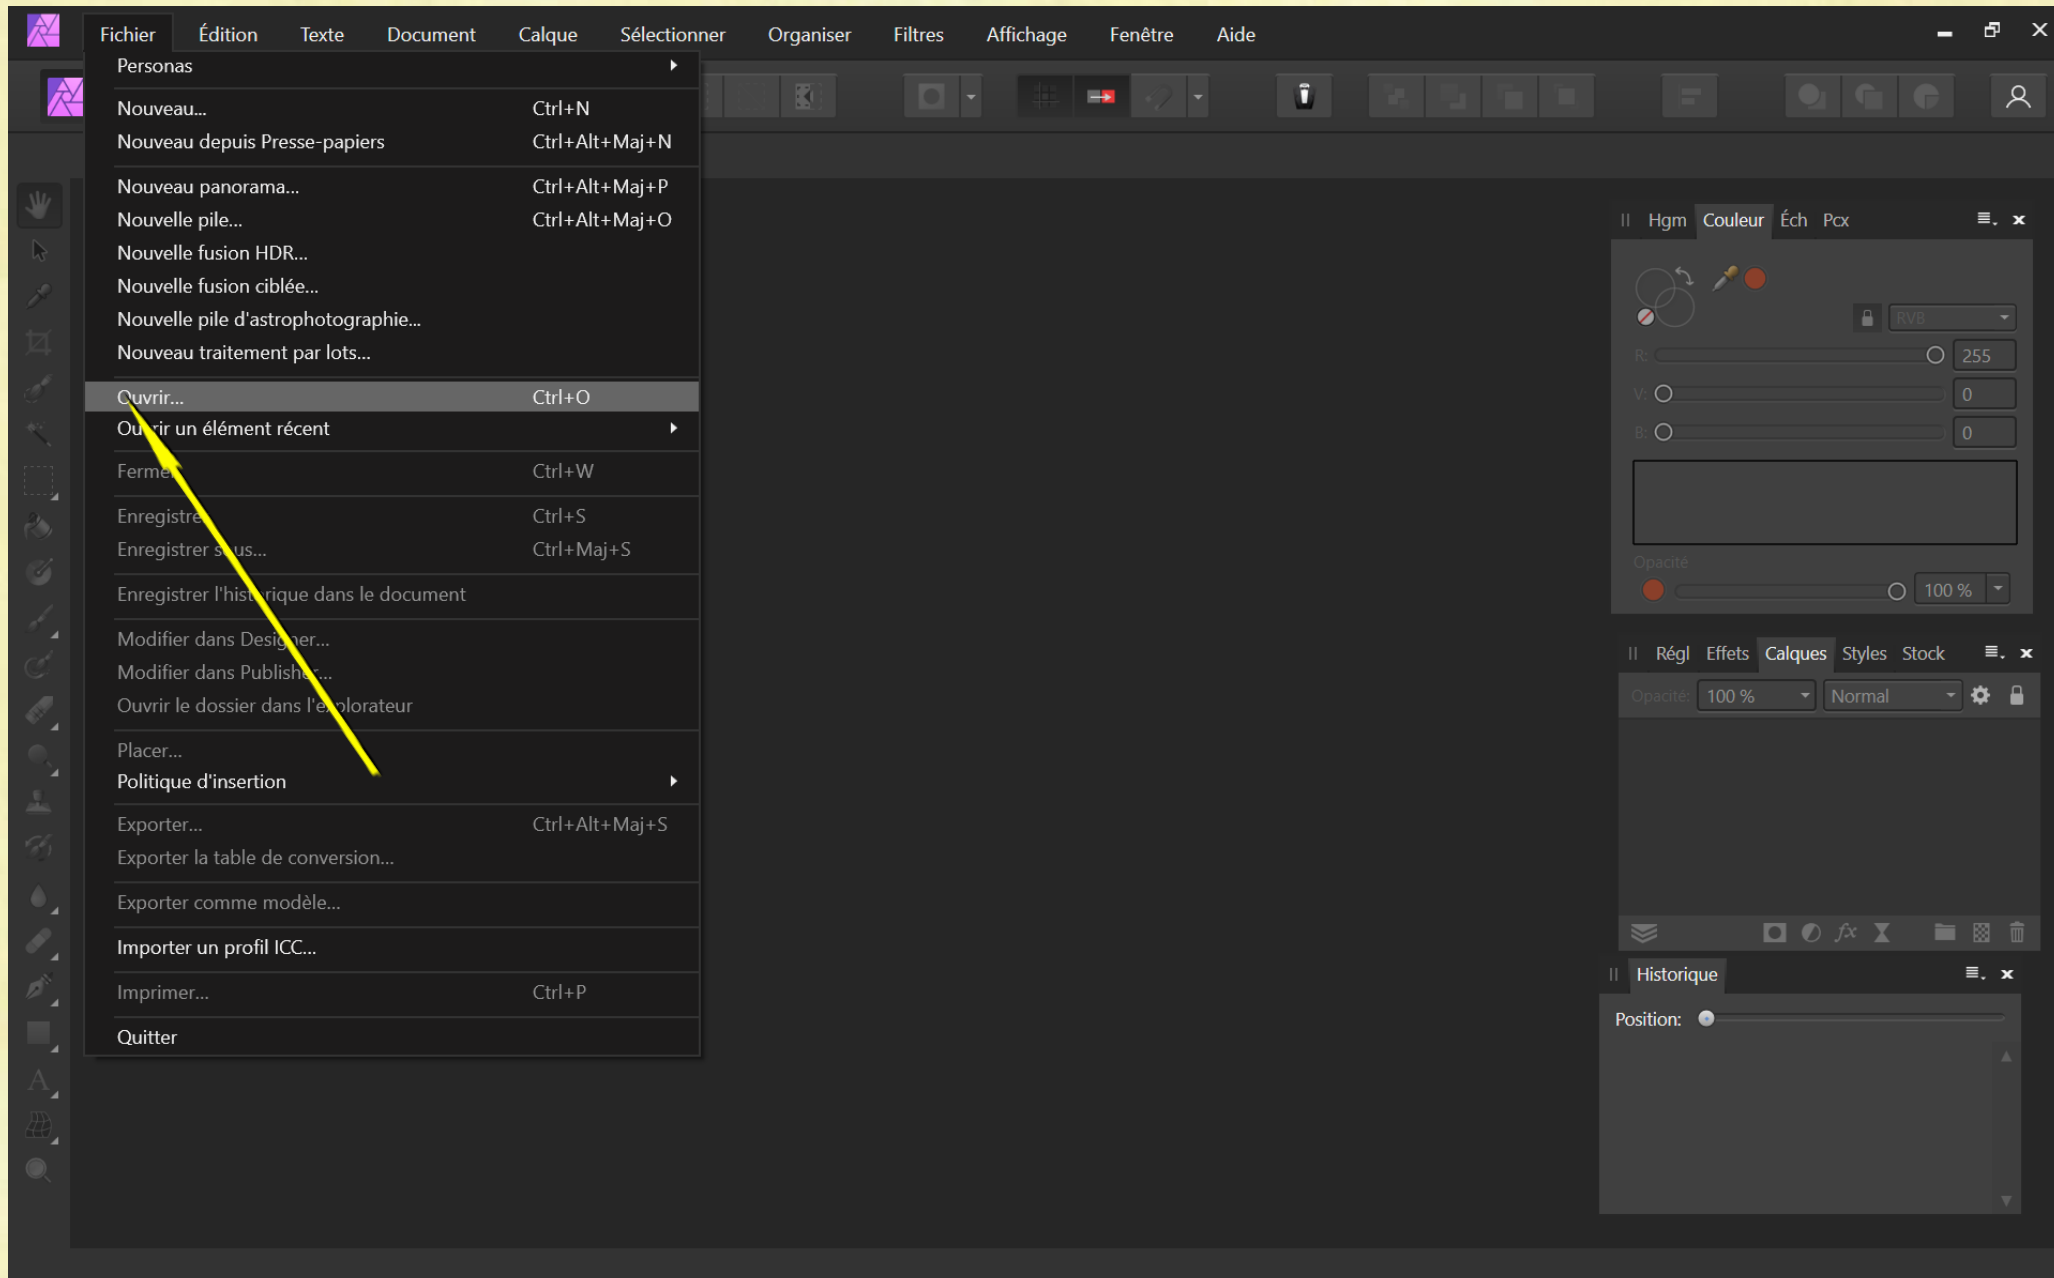 Fichier Édition Texte Document Calque Sélectionner Organiser Filtres Affichage Fenêtre Aide
Personas
Nouveau... Ctrl+N
Nouveau depuis Presse-papiers Ctrl+Alt+Maj+N
Nouveau panorama... Ctrl+Alt+Maj+P
Nouvelle pile... Ctrl+Alt+Maj+O
Nouvelle fusion HDR...
Nouvelle fusion ciblée...
Nouvelle pile d'astrophotographie...
Nouveau traitement par lots...
Ouvrir... Ctrl+O
Ouvrir un élément récent
Fermer Ctrl+W
Enregistrer Ctrl+S
Enregistrer sous... Ctrl+Maj+S
Enregistrer l'historique dans le document
Modifier dans Designer...
Modifier dans Publisher...
Ouvrir le dossier dans l'explorateur
Placer...
Politique d'insertion
Exporter... Ctrl+Alt+Maj+S
Exporter la table de conversion...
Exporter comme modèle...
Importer un profil ICC...
Imprimer... Ctrl+P
Quitter
Hgm Couleur Éch Pcx
RVB
R: 255
V: 0
B: 0
Opacité
100 %
Régl Effets Calques Styles Stock
Opacité: 100 % Normal
fx
Historique
Position:
A